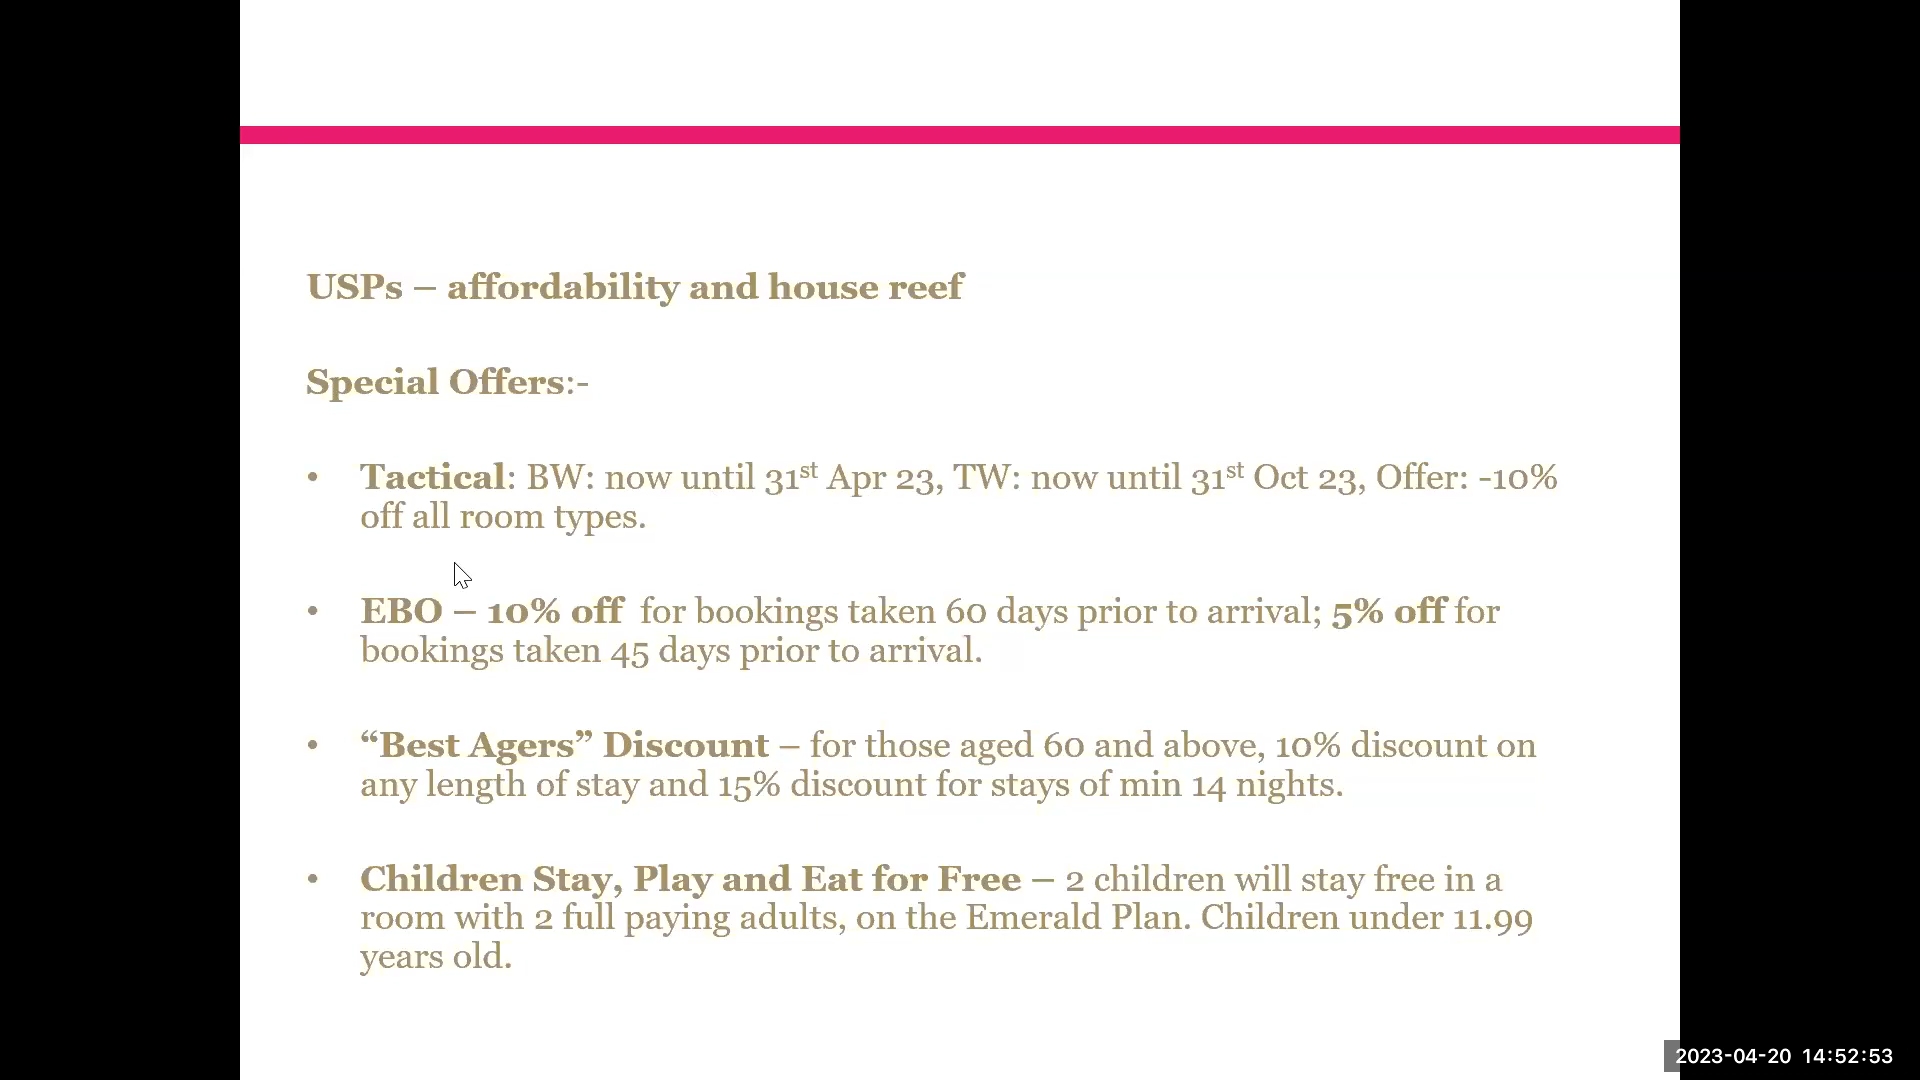 USPs – affordability and house reef
Special Offers:-
• Tactical: BW: now until 31st Apr 23, TW: now until 31st Oct 23, Offer: -10%
off all room types.
• EBO – 10% off  for bookings taken 60 days prior to arrival; 5% off for
bookings taken 45 days prior to arrival.
• “Best Agers” Discount – for those aged 60 and above, 10% discount on
any length of stay and 15% discount for stays of min 14 nights.
• Children Stay, Play and Eat for Free – 2 children will stay free in a
room with 2 full paying adults, on the Emerald Plan. Children under 11.99
years old.
2023-04-20 14:52:53